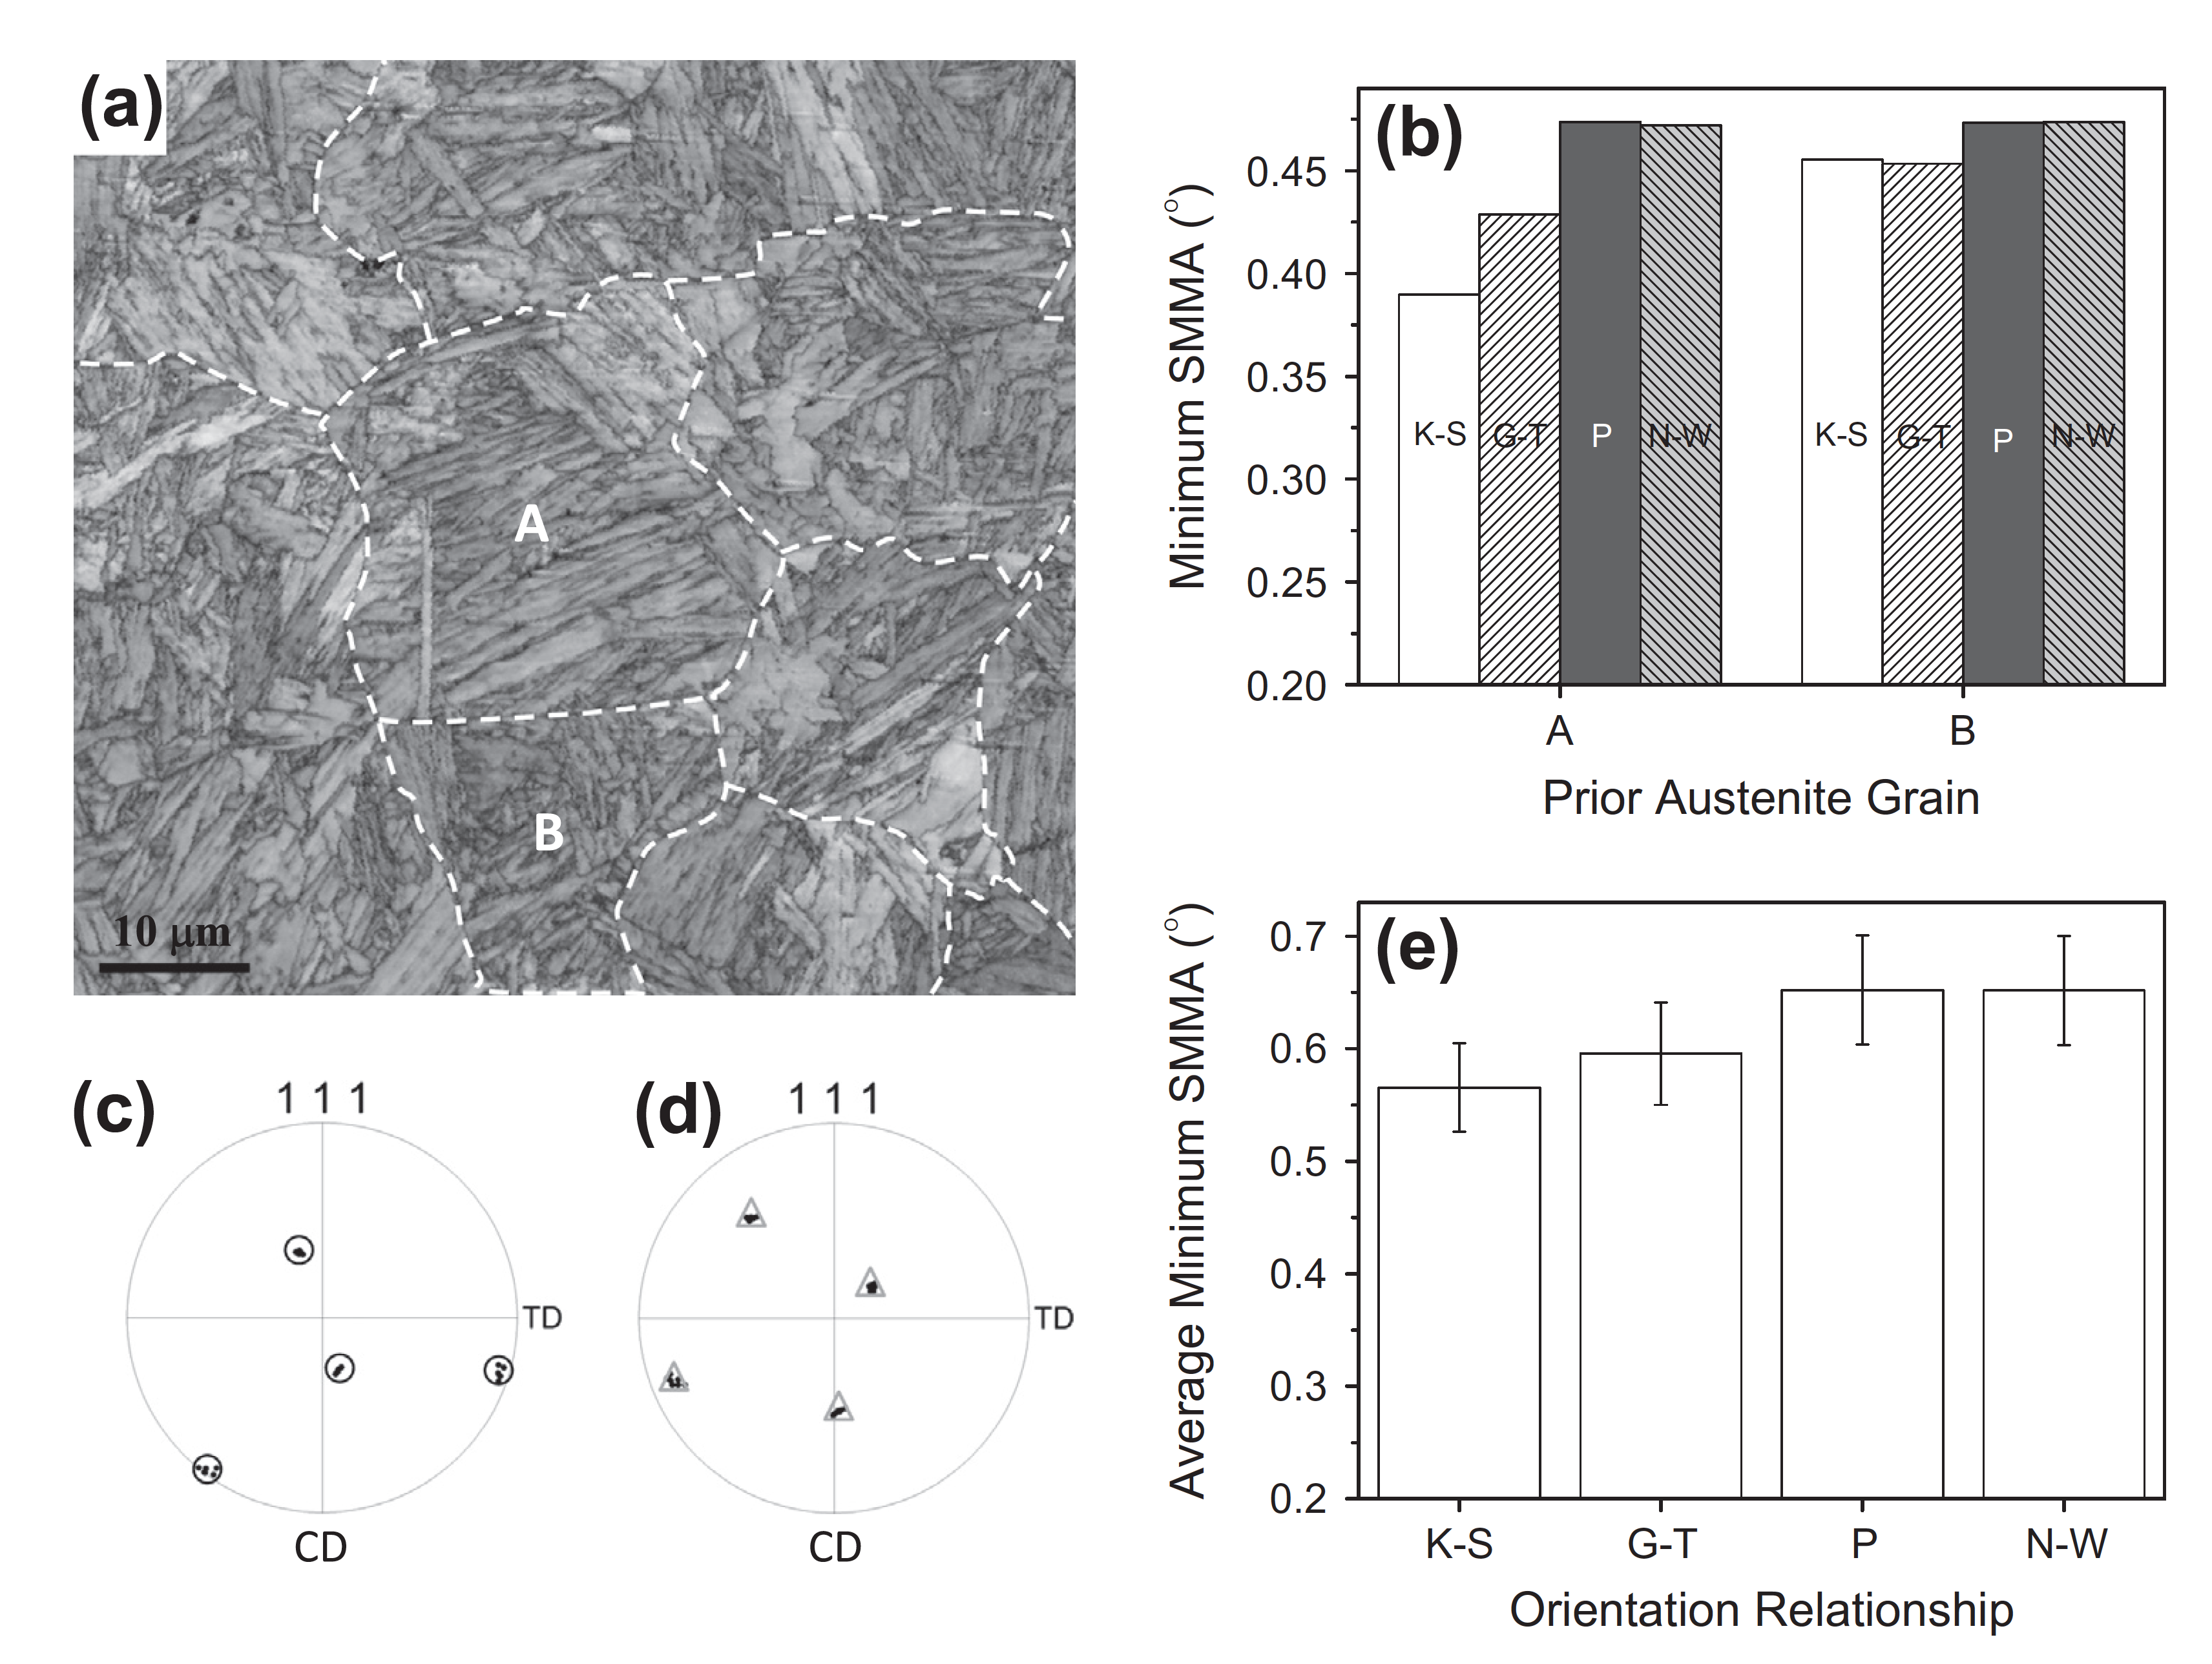 (a)
A
B
10 μm
(b)
Minimum SMMA (°)
0.45
0.40
0.35
0.30
0.25
0.20
K-S G-T P N-W
K-S G-T P N-W
A B
Prior Austenite Grain
(c)
1 1 1
TD
CD
(d)
1 1 1
TD
CD
(e)
Average Minimum SMMA (°)
0.7
0.6
0.5
0.4
0.3
0.2
K-S G-T P N-W
Orientation Relationship